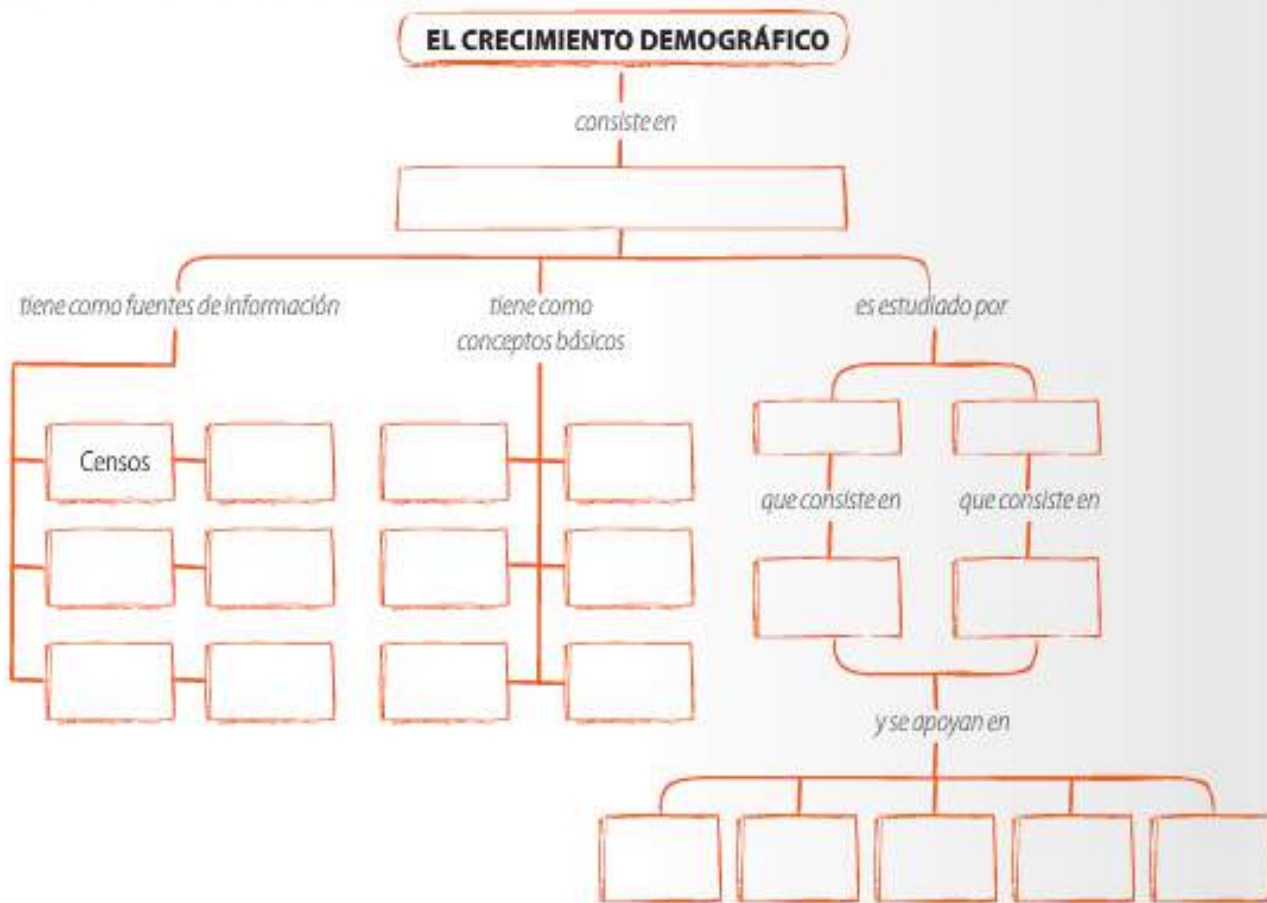 EL CRECIMIENTO DEMOGRÁFICO
consiste en
tiene como fuentes de información
tiene como
conceptos básicos
es estudiado por
Censos
que consiste en
que consiste en
y se apoyan en